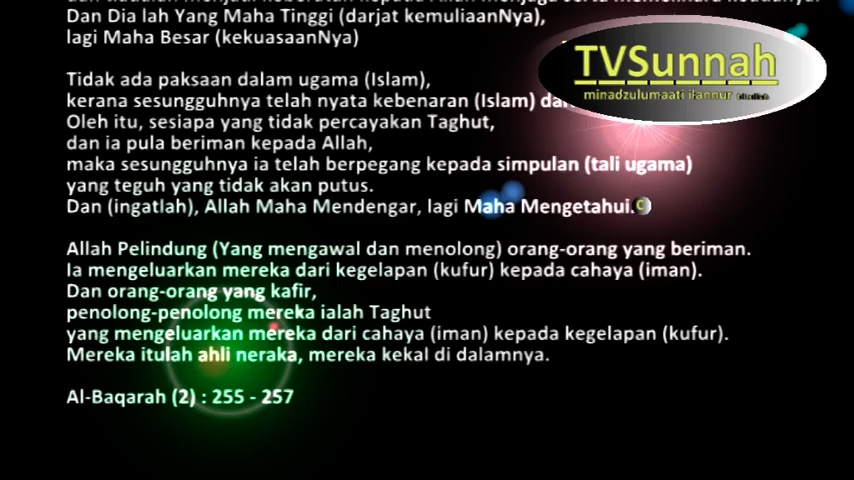 Dan Dia lah Yang Maha Tinggi (darjat kemuliaanNya),
lagi Maha Besar (kekuasaanNya)
TVSunnah
minadzulumaati ilannur
Tidak ada paksaan dalam ugama (Islam),
kerana sesungguhnya telah nyata kebenaran (Islam)
Oleh itu, sesiapa yang tidak percayakan Taghut,
dan ia pula beriman kepada Allah,
maka sesungguhnya ia telah berpegang kepada simpulan (tali ugama)
yang teguh yang tidak akan putus.
Dan (ingatlah), Allah Maha Mendengar, lagi Maha Mengetahui.
Allah Pelindung (Yang mengawal dan menolong) orang-orang yang beriman.
Ia mengeluarkan mereka dari kegelapan (kufur) kepada cahaya (iman).
Dan orang-orang yang kafir,
penolong-penolong mereka ialah Taghut
yang mengeluarkan mereka dari cahaya (iman) kepada kegelapan (kufur).
Mereka itulah ahli neraka, mereka kekal di dalamnya.
Al-Baqarah (2) : 255 - 257